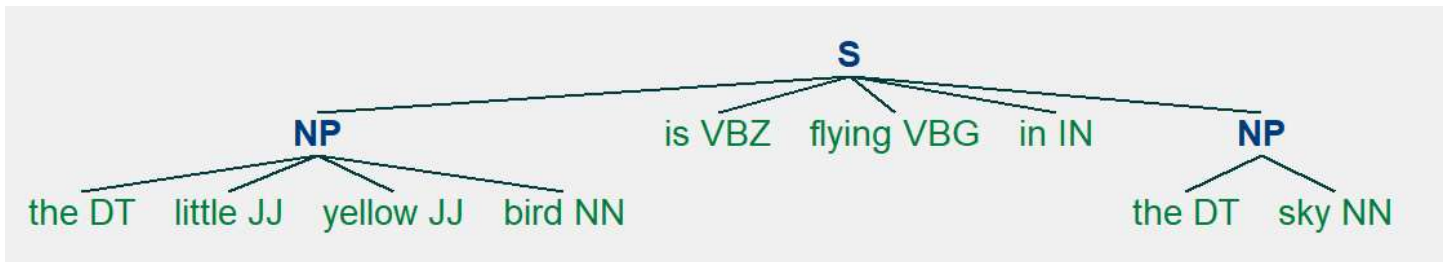 S
NP is VBZ flying VBG in IN NP
the DT little JJ yellow JJ bird NN the DT sky NN